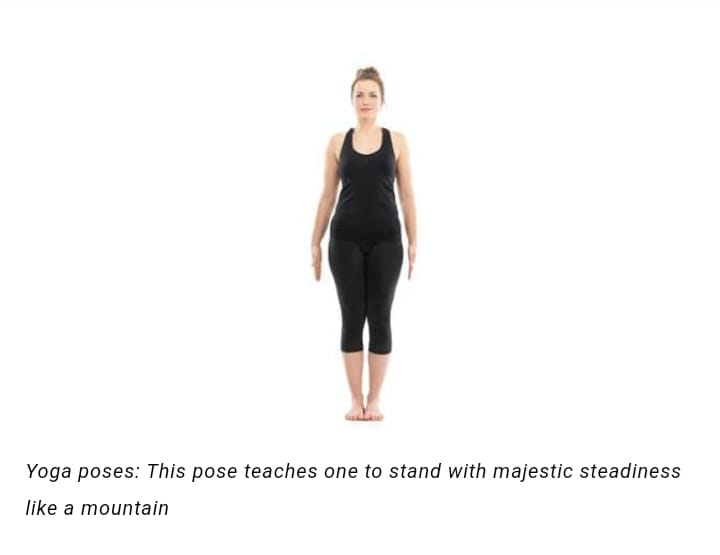 Yoga poses: This pose teaches one to stand with majestic steadiness
like a mountain